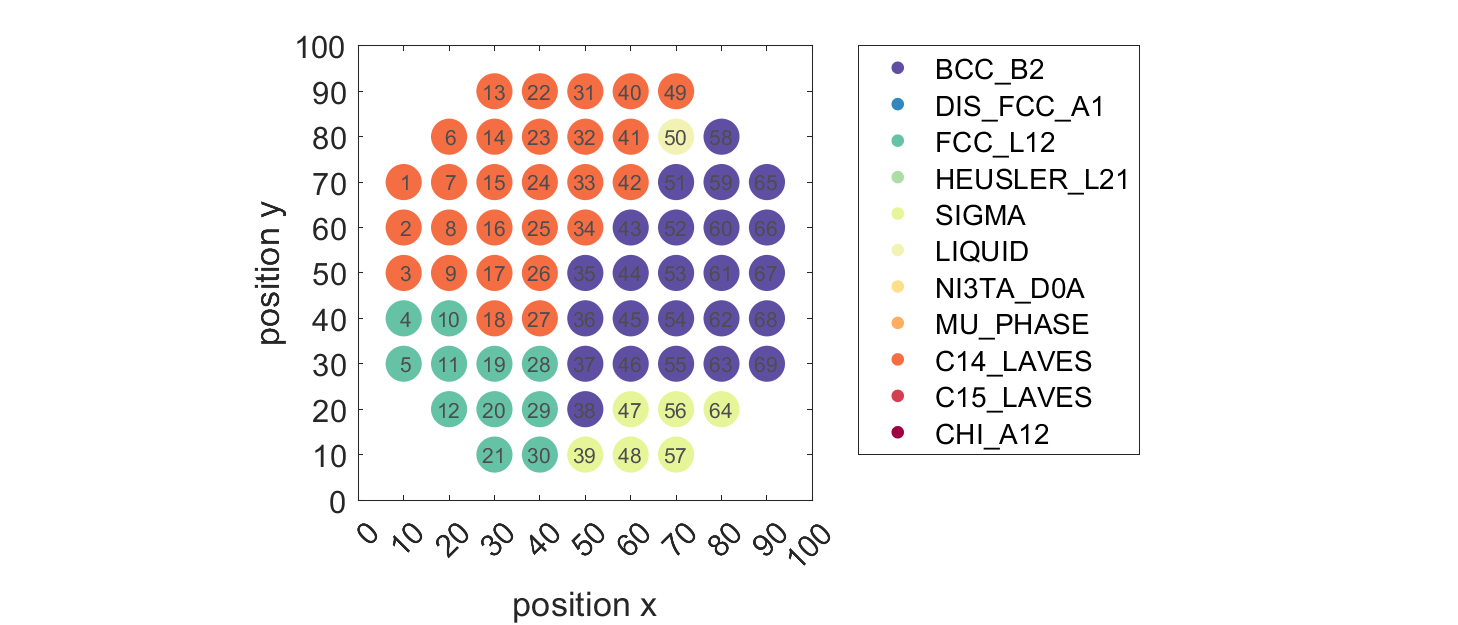 100
13 22 31 40 49
90
6 14 23 32 41 50 58
80
1 7 15 24 33 42 51 59 65
70
2 8 16 25 34 43 52 60 66
60
3 9 17 26 35 44 53 61 67
50
4 10 18 27 36 45 54 62 68
40
5 11 19 28 37 46 55 63 69
30
12 20 29 38 47 56 64
20
21 30 39 48 57
10
0
position y
0 10 20 30 40 50 60 70 80 90 100
position x
BCC_B2
DIS_FCC_A1
FCC_L12
HEUSLER_L21
SIGMA
LIQUID
NI3TA_D0A
MU_PHASE
C14_LAVES
C15_LAVES
CHI_A12